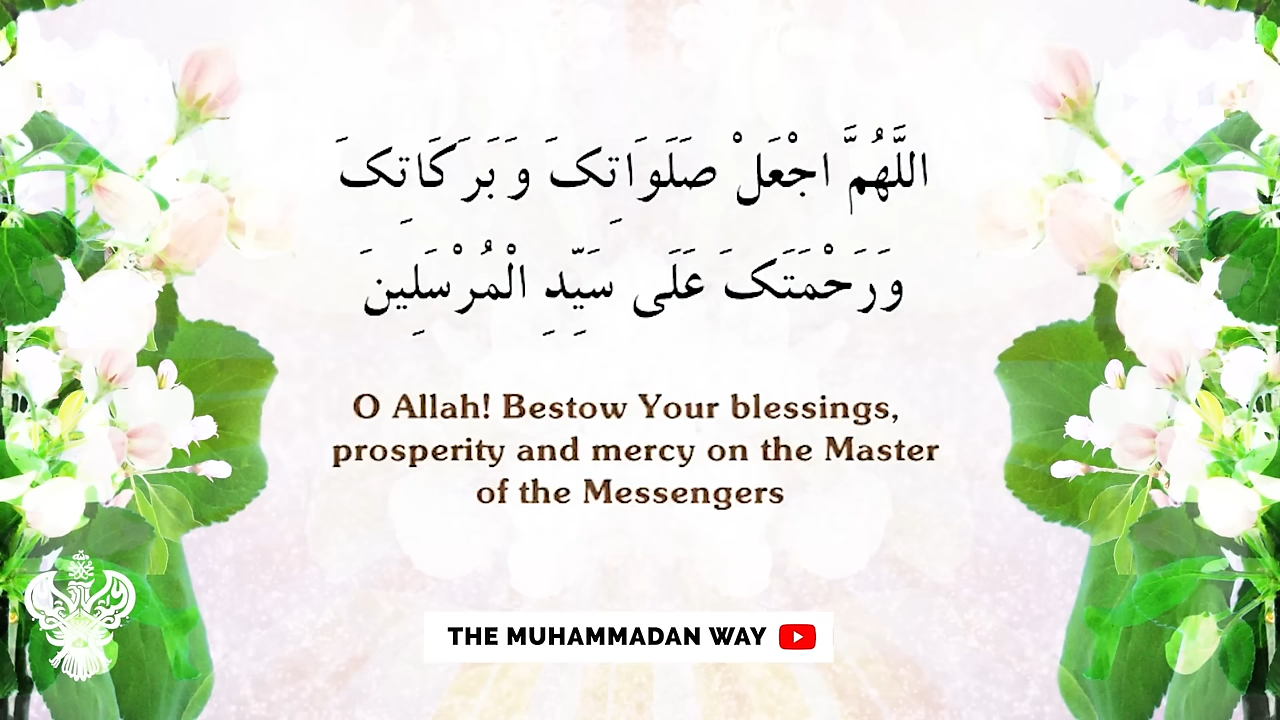 اللَّهُمَّ اجْعَلْ صَلَوَاتِكَ وَبَرَكَاتِكَ
وَرَحْمَتَكَ عَلَى سَيِّدِ الْمُرْسَلِينَ
O Allah! Bestow Your blessings,
prosperity and mercy on the Master
of the Messengers
THE MUHAMMADAN WAY